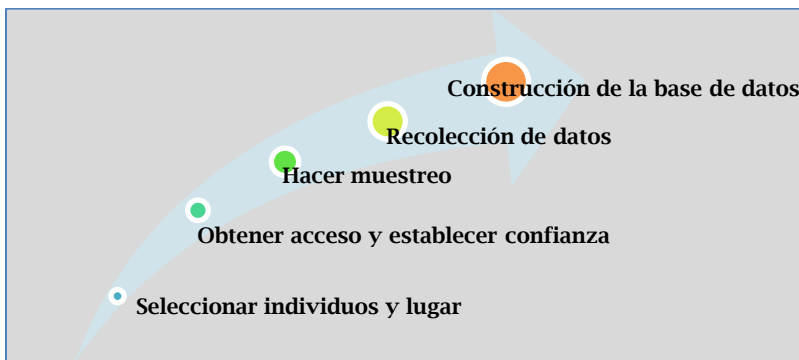 Construcción de la base de datos
Recolección de datos
Hacer muestreo
Obtener acceso y establecer confianza
Seleccionar individuos y lugar